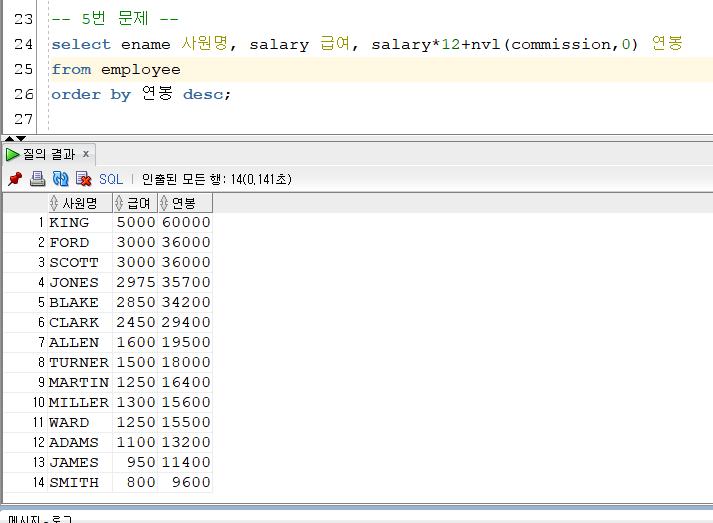 23 -- 5번 문제 --
24 select ename 사원명, salary 급여, salary*12+nvl(commission,0) 연봉
25 from employee
26 order by 연봉 desc;
27
질의 결과 x
SQL | 인출된 모든 행: 14(0,141초)
사원명 급여 연봉
1 KING 5000 60000
2 FORD 3000 36000
3 SCOTT 3000 36000
4 JONES 2975 35700
5 BLAKE 2850 34200
6 CLARK 2450 29400
7 ALLEN 1600 19500
8 TURNER 1500 18000
9 MARTIN 1250 16400
10 MILLER 1300 15600
11 WARD 1250 15500
12 ADAMS 1100 13200
13 JAMES 950 11400
14 SMITH 800 9600
메시지 - 로그